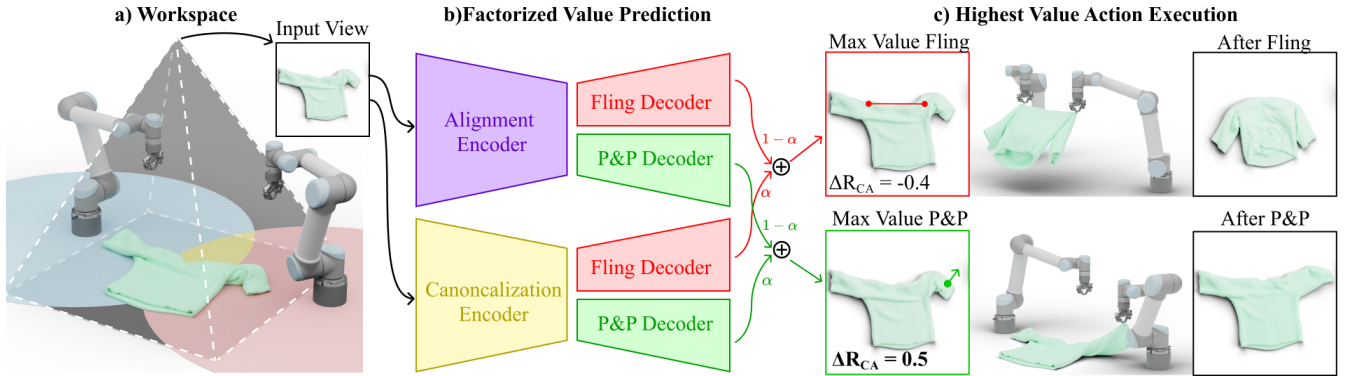 a) Workspace
Input View
b)Factorized Value Prediction
Alignment
Encoder
Fling Decoder
P&P Decoder
Canoncalization
Encoder
Fling Decoder
P&P Decoder
1 − α
α
1 − α
α
c) Highest Value Action Execution
Max Value Fling
ΔR_CA = -0.4
After Fling
Max Value P&P
ΔR_CA = 0.5
After P&P